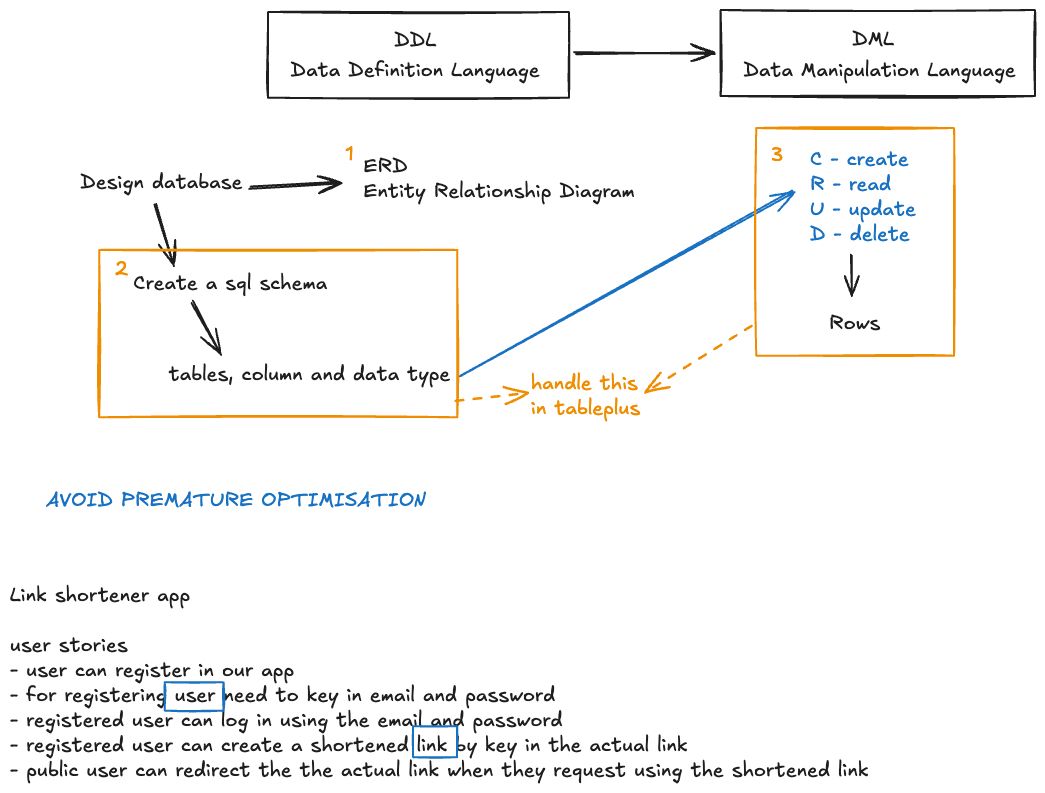 DDL
Data Definition Language
DML
Data Manipulation Language
1
ERD
Entity Relationship Diagram
Design database
2
Create a sql schema
tables, column and data type
3
C - create
R - read
U - update
D - delete
Rows
handle this
in tableplus
AVOID PREMATURE OPTIMISATION
Link shortener app
user stories
- user can register in our app
- for registering user need to key in email and password
- registered user can log in using the email and password
- registered user can create a shortened link by key in the actual link
- public user can redirect the the actual link when they request using the shortened link